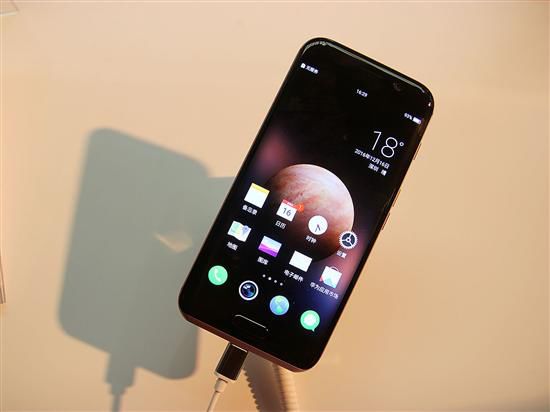 无服务
16:29
93%
18°
2016年12月16日
深圳
16
备忘录
日历
时钟
设置
地图
图库
电子邮件
华为应用市场